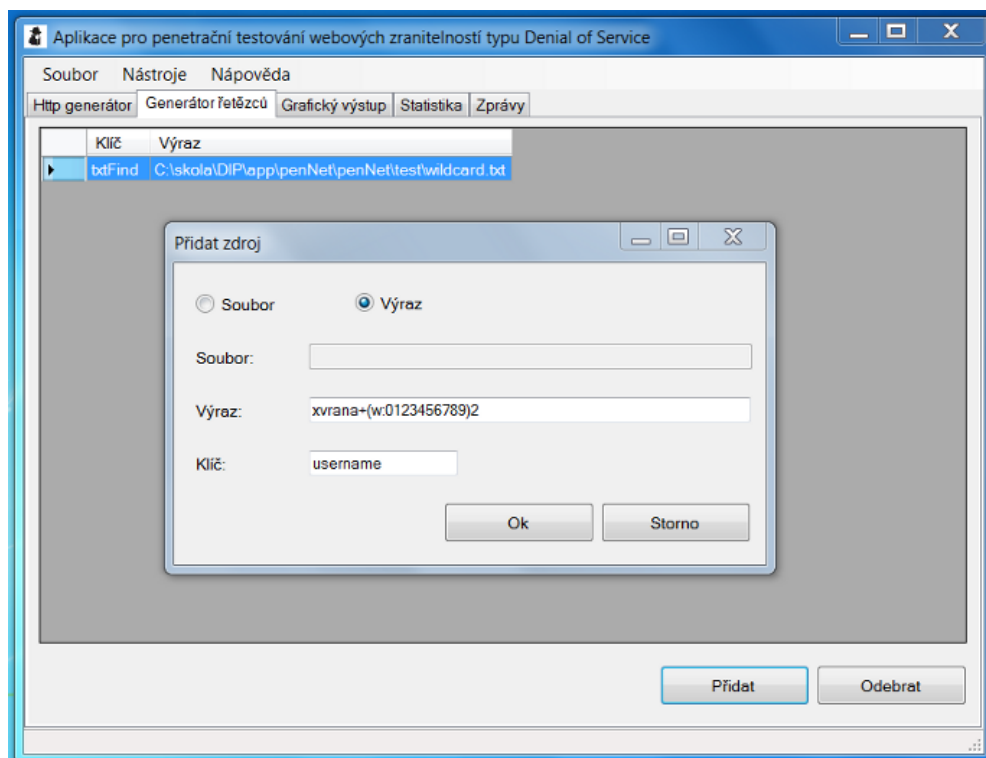 Aplikace pro penetrační testování webových zranitelností typu Denial of Service
Soubor Nástroje Nápověda
Http generátor Generátor řetězců Grafický výstup Statistika Zprávy
Klíč Výraz
txtFind C:\skola\DIP\app\penNet\penNet\test\wildcard.txt
Přidat zdroj
Soubor Výraz
Soubor:
Výraz: xvrana+(w:0123456789)2
Klíč: username
Ok Storno
Přidat Odebrat